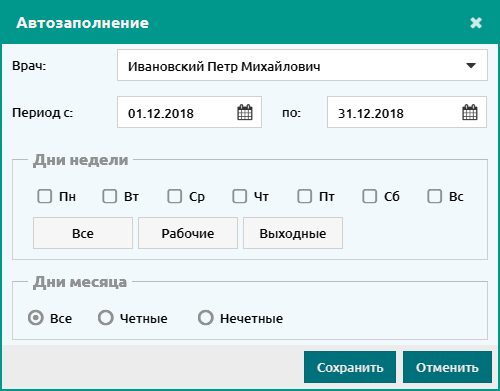 Автозаполнение
Врач: Ивановский Петр Михайлович
Период с: 01.12.2018 по: 31.12.2018
Дни недели
Пн Вт Ср Чт Пт Сб Вс
Все Рабочие Выходные
Дни месяца
Все Четные Нечетные
Сохранить Отменить